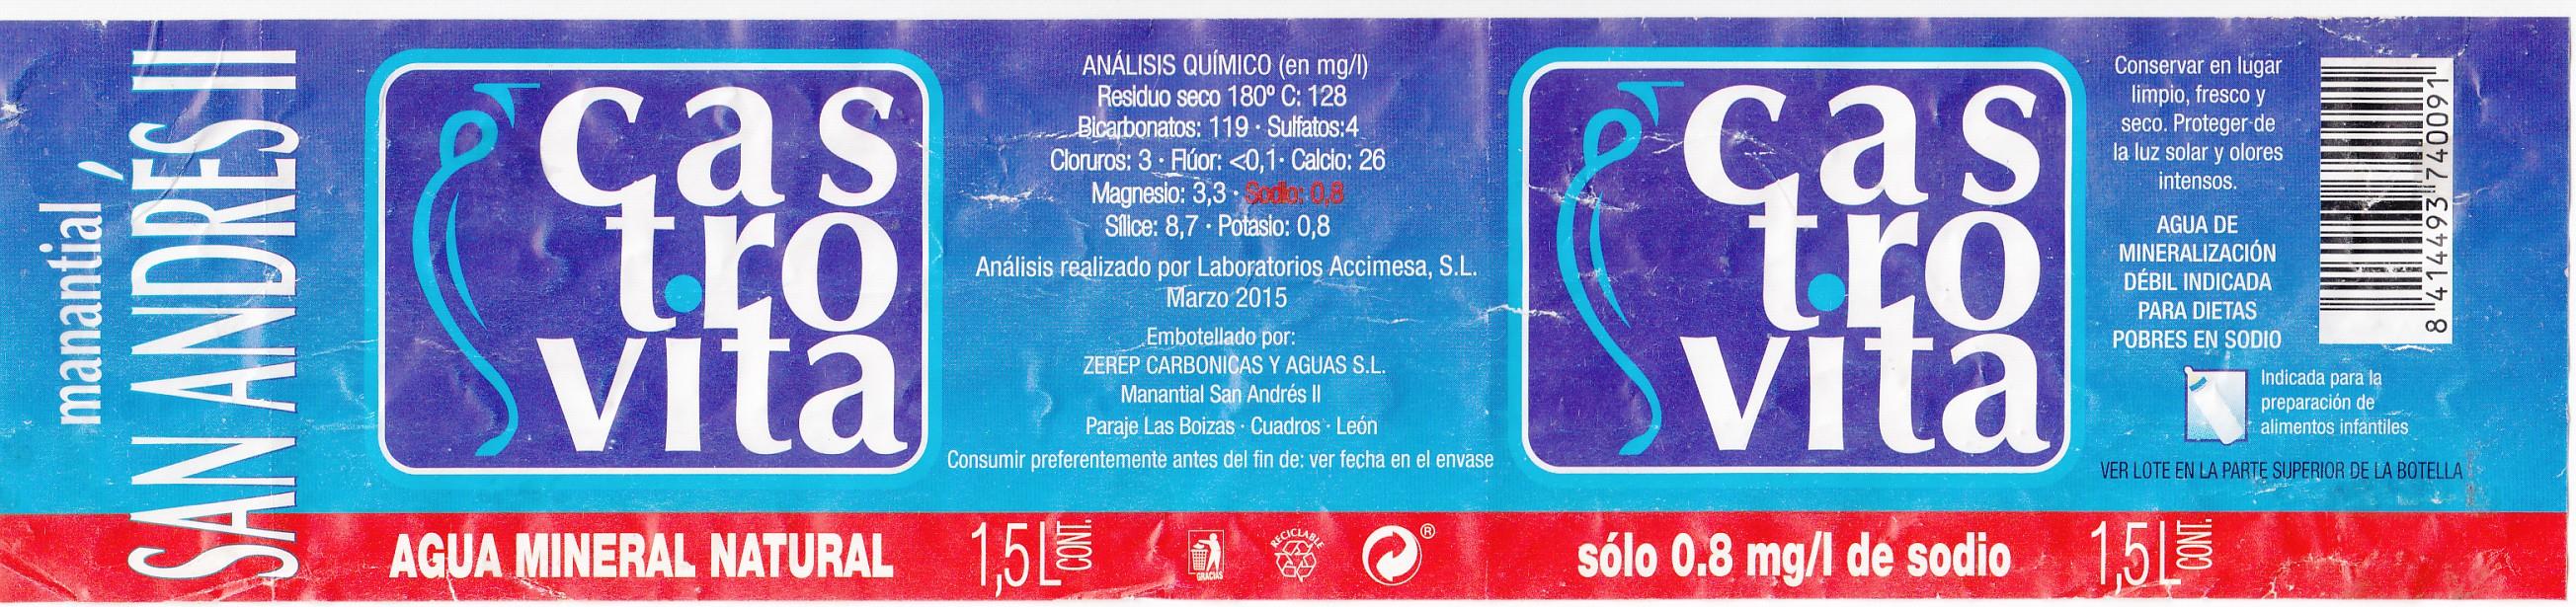 manantial
SAN ANDRÉS II
cas
t.ro
vita
AGUA MINERAL NATURAL
ANÁLISIS QUÍMICO (en mg/l)
Residuo seco 180º C: 128
Bicarbonatos: 119 · Sulfatos:4
Cloruros: 3 · Flúor: <0,1· Calcio: 26
Magnesio: 3,3 · Sodio: 0,8
Sílice: 8,7 · Potasio: 0,8
Análisis realizado por Laboratorios Accimesa, S.L.
Marzo 2015
Embotellado por:
ZEREP CARBONICAS Y AGUAS S.L.
Manantial San Andrés II
Paraje Las Boizas · Cuadros · León
Consumir preferentemente antes del fin de: ver fecha en el envase
1,5 L CONT.
GRACIAS
RECICLABLE
®
cas
t.ro
vita
sólo 0.8 mg/l de sodio
Conservar en lugar
limpio, fresco y
seco. Proteger de
la luz solar y olores
intensos.
AGUA DE
MINERALIZACIÓN
DÉBIL INDICADA
PARA DIETAS
POBRES EN SODIO
Indicada para la
preparación de
alimentos infantiles
VER LOTE EN LA PARTE SUPERIOR DE LA BOTELLA
8 414493 740091
1,5 L CONT.